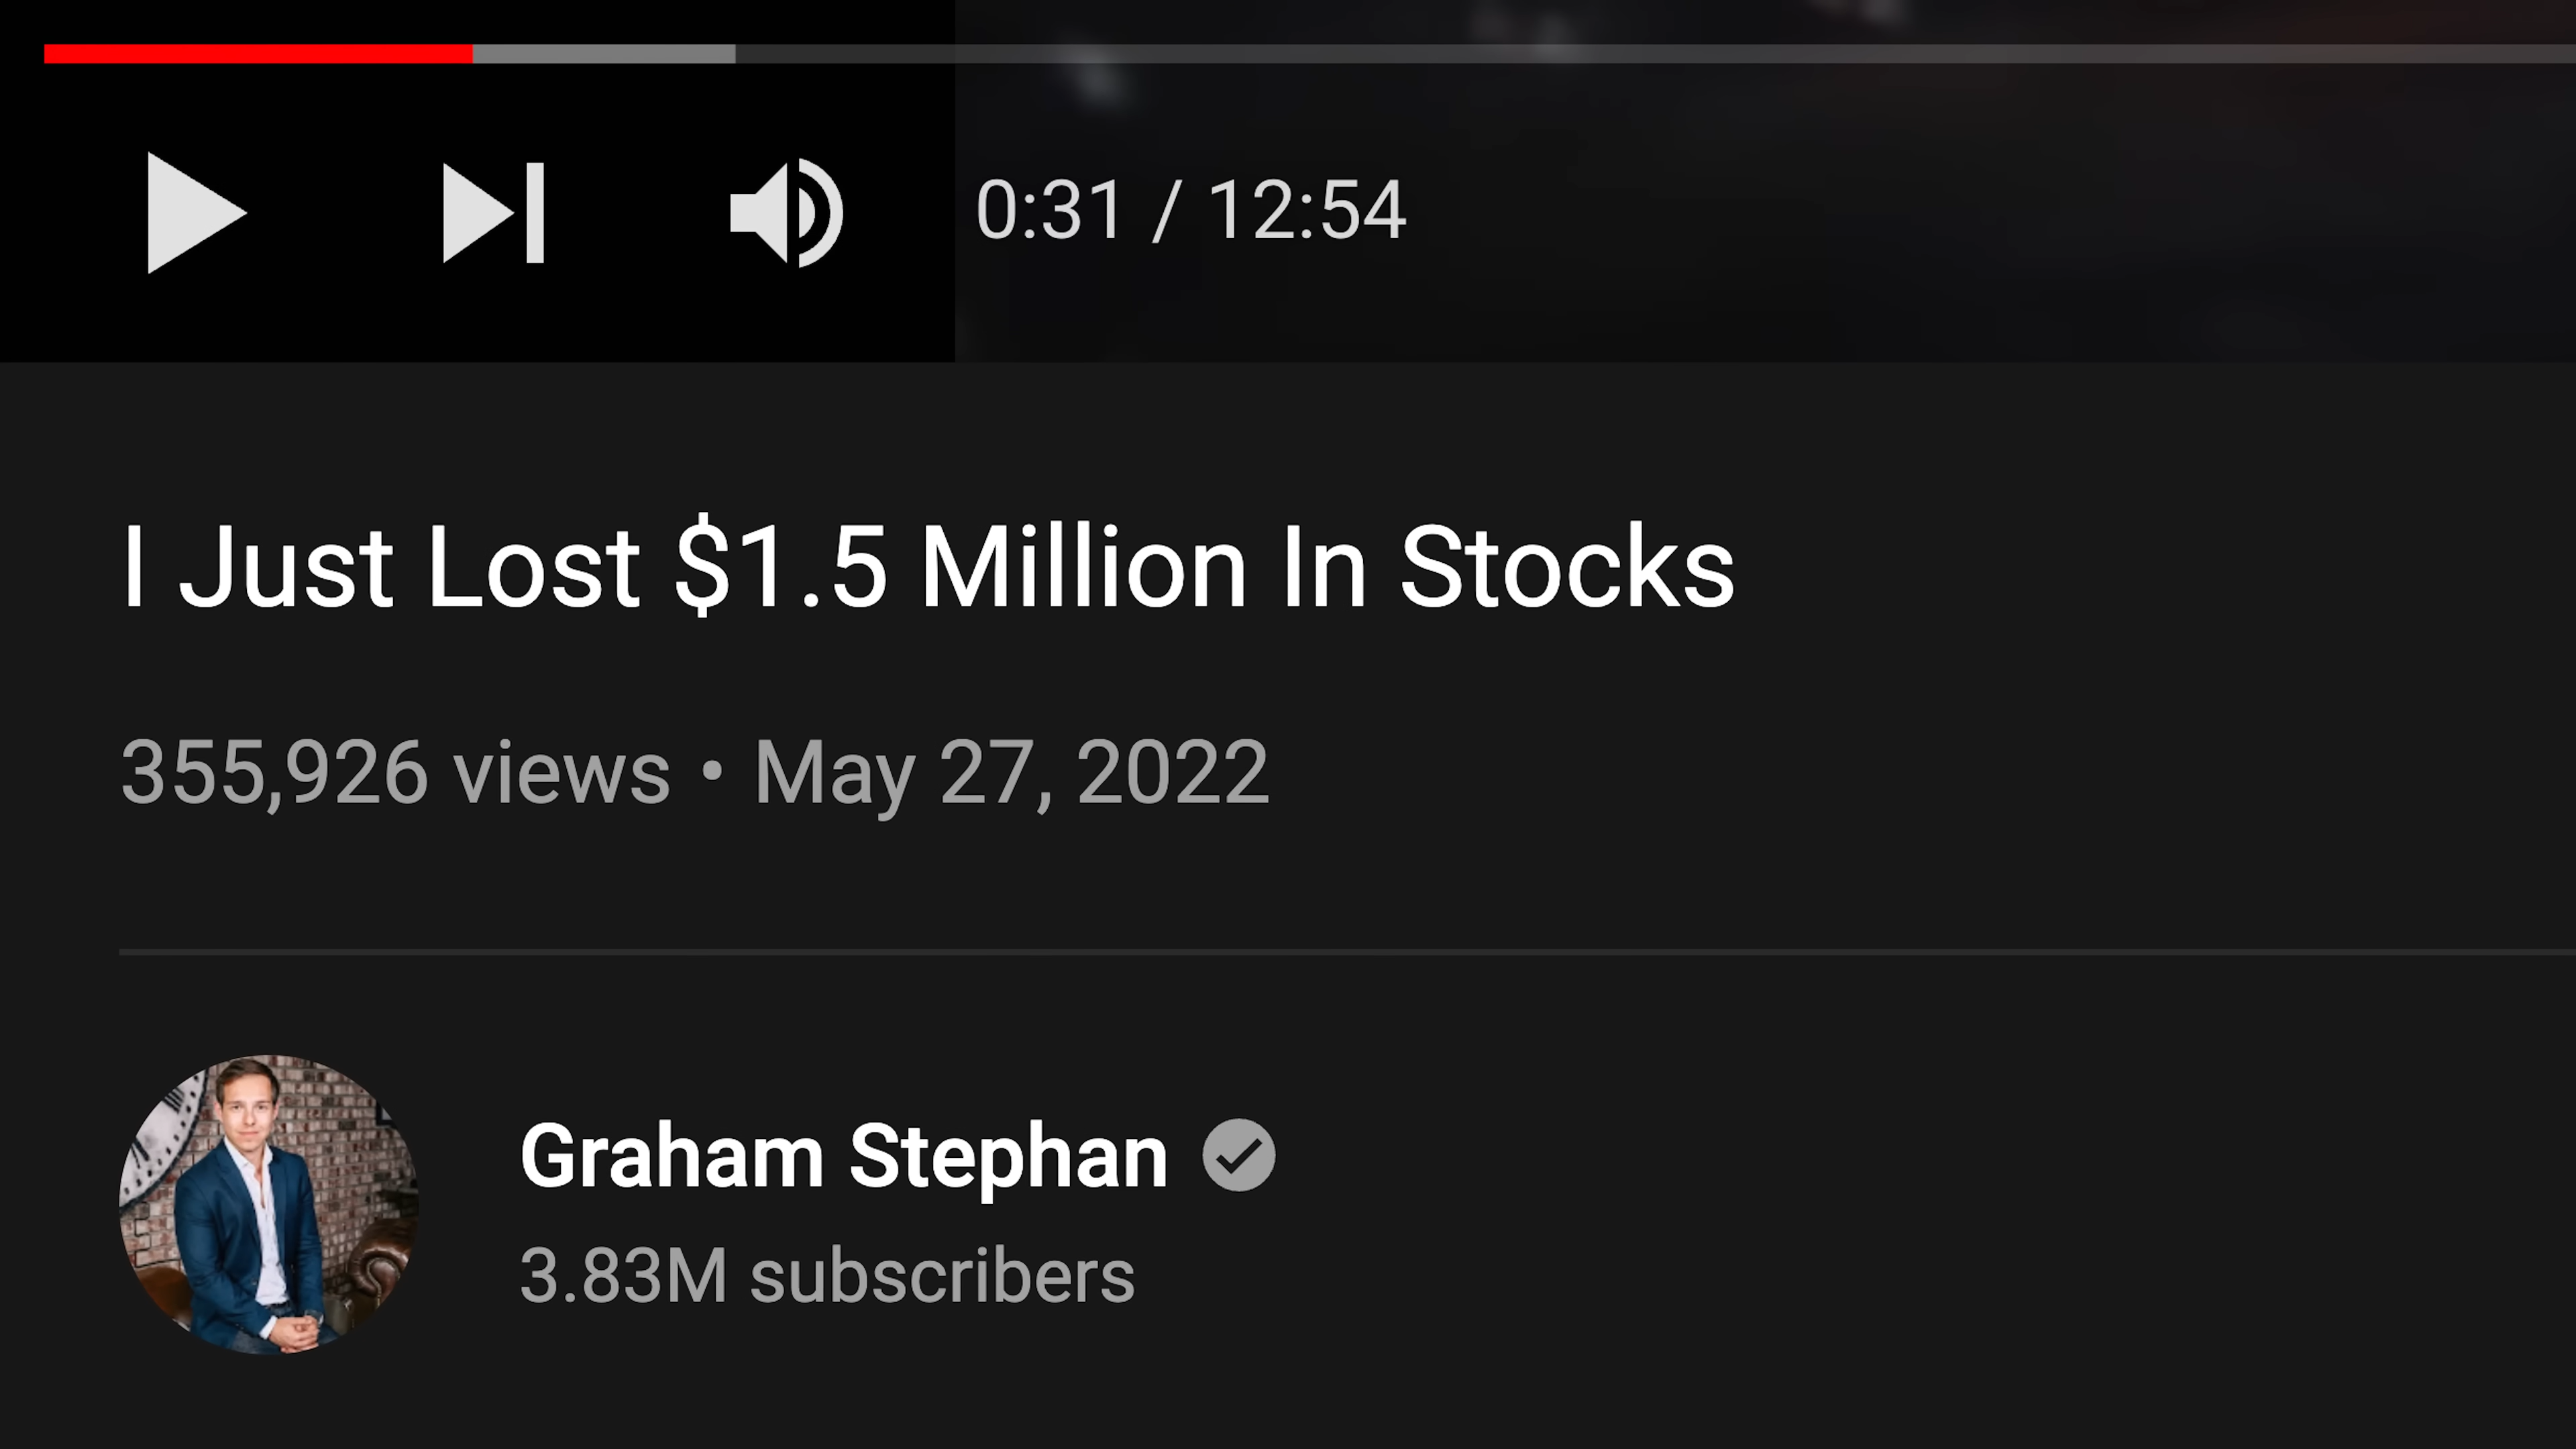 0:31 / 12:54
I Just Lost $1.5 Million In Stocks
355,926 views • May 27, 2022
Graham Stephan
3.83M subscribers